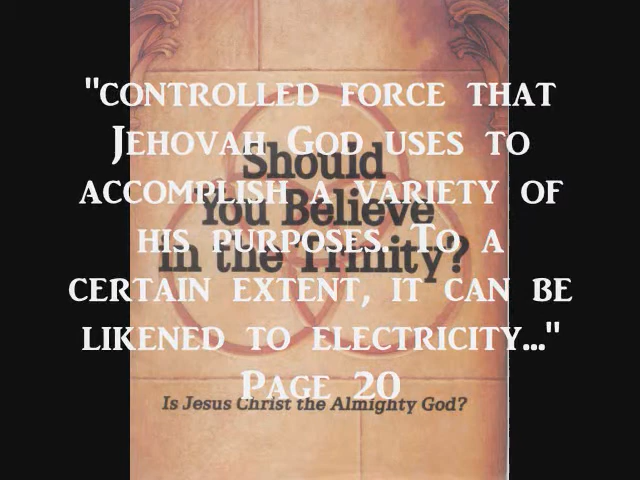 "controlled force that
Jehovah God uses to
accomplish a variety of
his purposes. To a
certain extent, it can be
likened to electricity..."
Page 20
Should
You Believe
in the Trinity?
Is Jesus Christ the Almighty God?